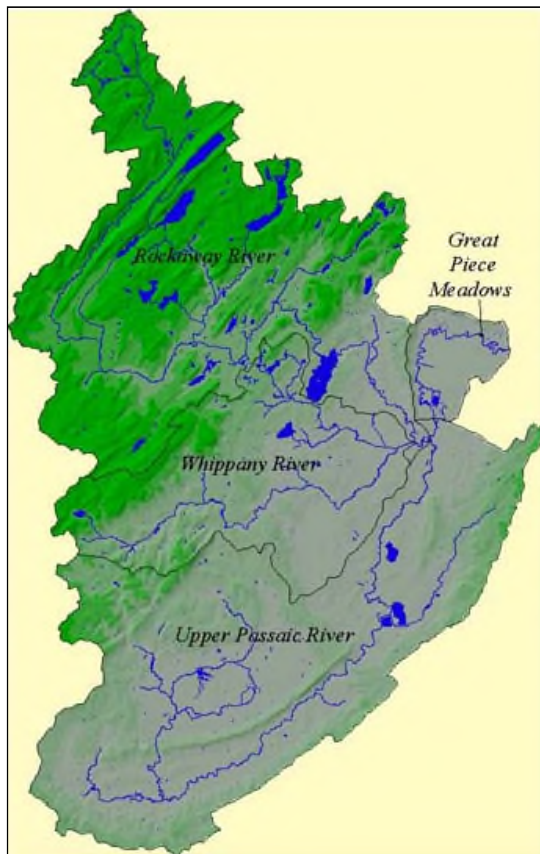 Rockaway River
Great
Piece
Meadows
Whippany River
Upper Passaic River